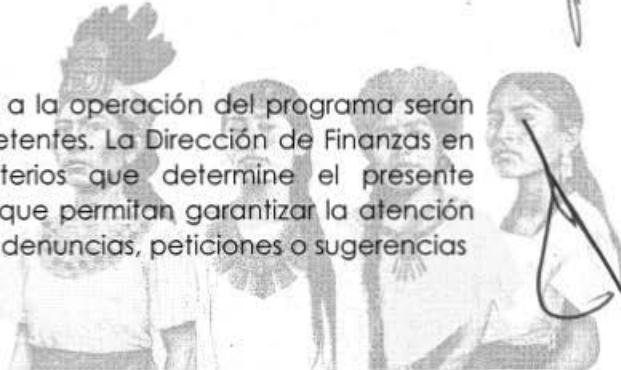 a la operación del programa serán
etentes. La Dirección de Finanzas en
terios que determine el presente
que permitan garantizar la atención
denuncias, peticiones o sugerencias